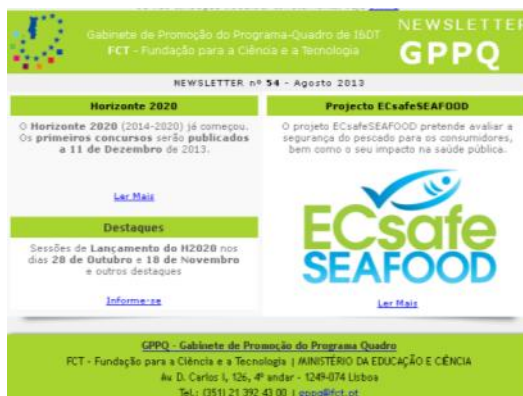 Gabinete de Promoção do Programa-Quadro de I&DT
FCT - Fundação para a Ciência e a Tecnologia
NEWSLETTER
GPPQ
NEWSLETTER nº 54 - Agosto 2013
Horizonte 2020
O Horizonte 2020 (2014-2020) já começou.
Os primeiros concursos serão publicados
a 11 de Dezembro de 2013.
Ler Mais
Destaques
Sessões de Lançamento do H2020 nos
dias 28 de Outubro e 18 de Novembro
e outros destaques
Informe-se
Projecto ECsafeSEAFOOD
O projeto ECsafeSEAFOOD pretende avaliar a
segurança do pescado para os consumidores,
bem como o seu impacto na saúde pública.
ECsafe
SEAFOOD
Ler Mais
GPPQ - Gabinete de Promoção do Programa Quadro
FCT - Fundação para a Ciência e a Tecnologia | MINISTÉRIO DA EDUCAÇÃO E CIÊNCIA
Av D. Carlos I, 126, 4º andar - 1249-074 Lisboa
Tel.: (351) 21 392 43 00 | gppq@fct.pt